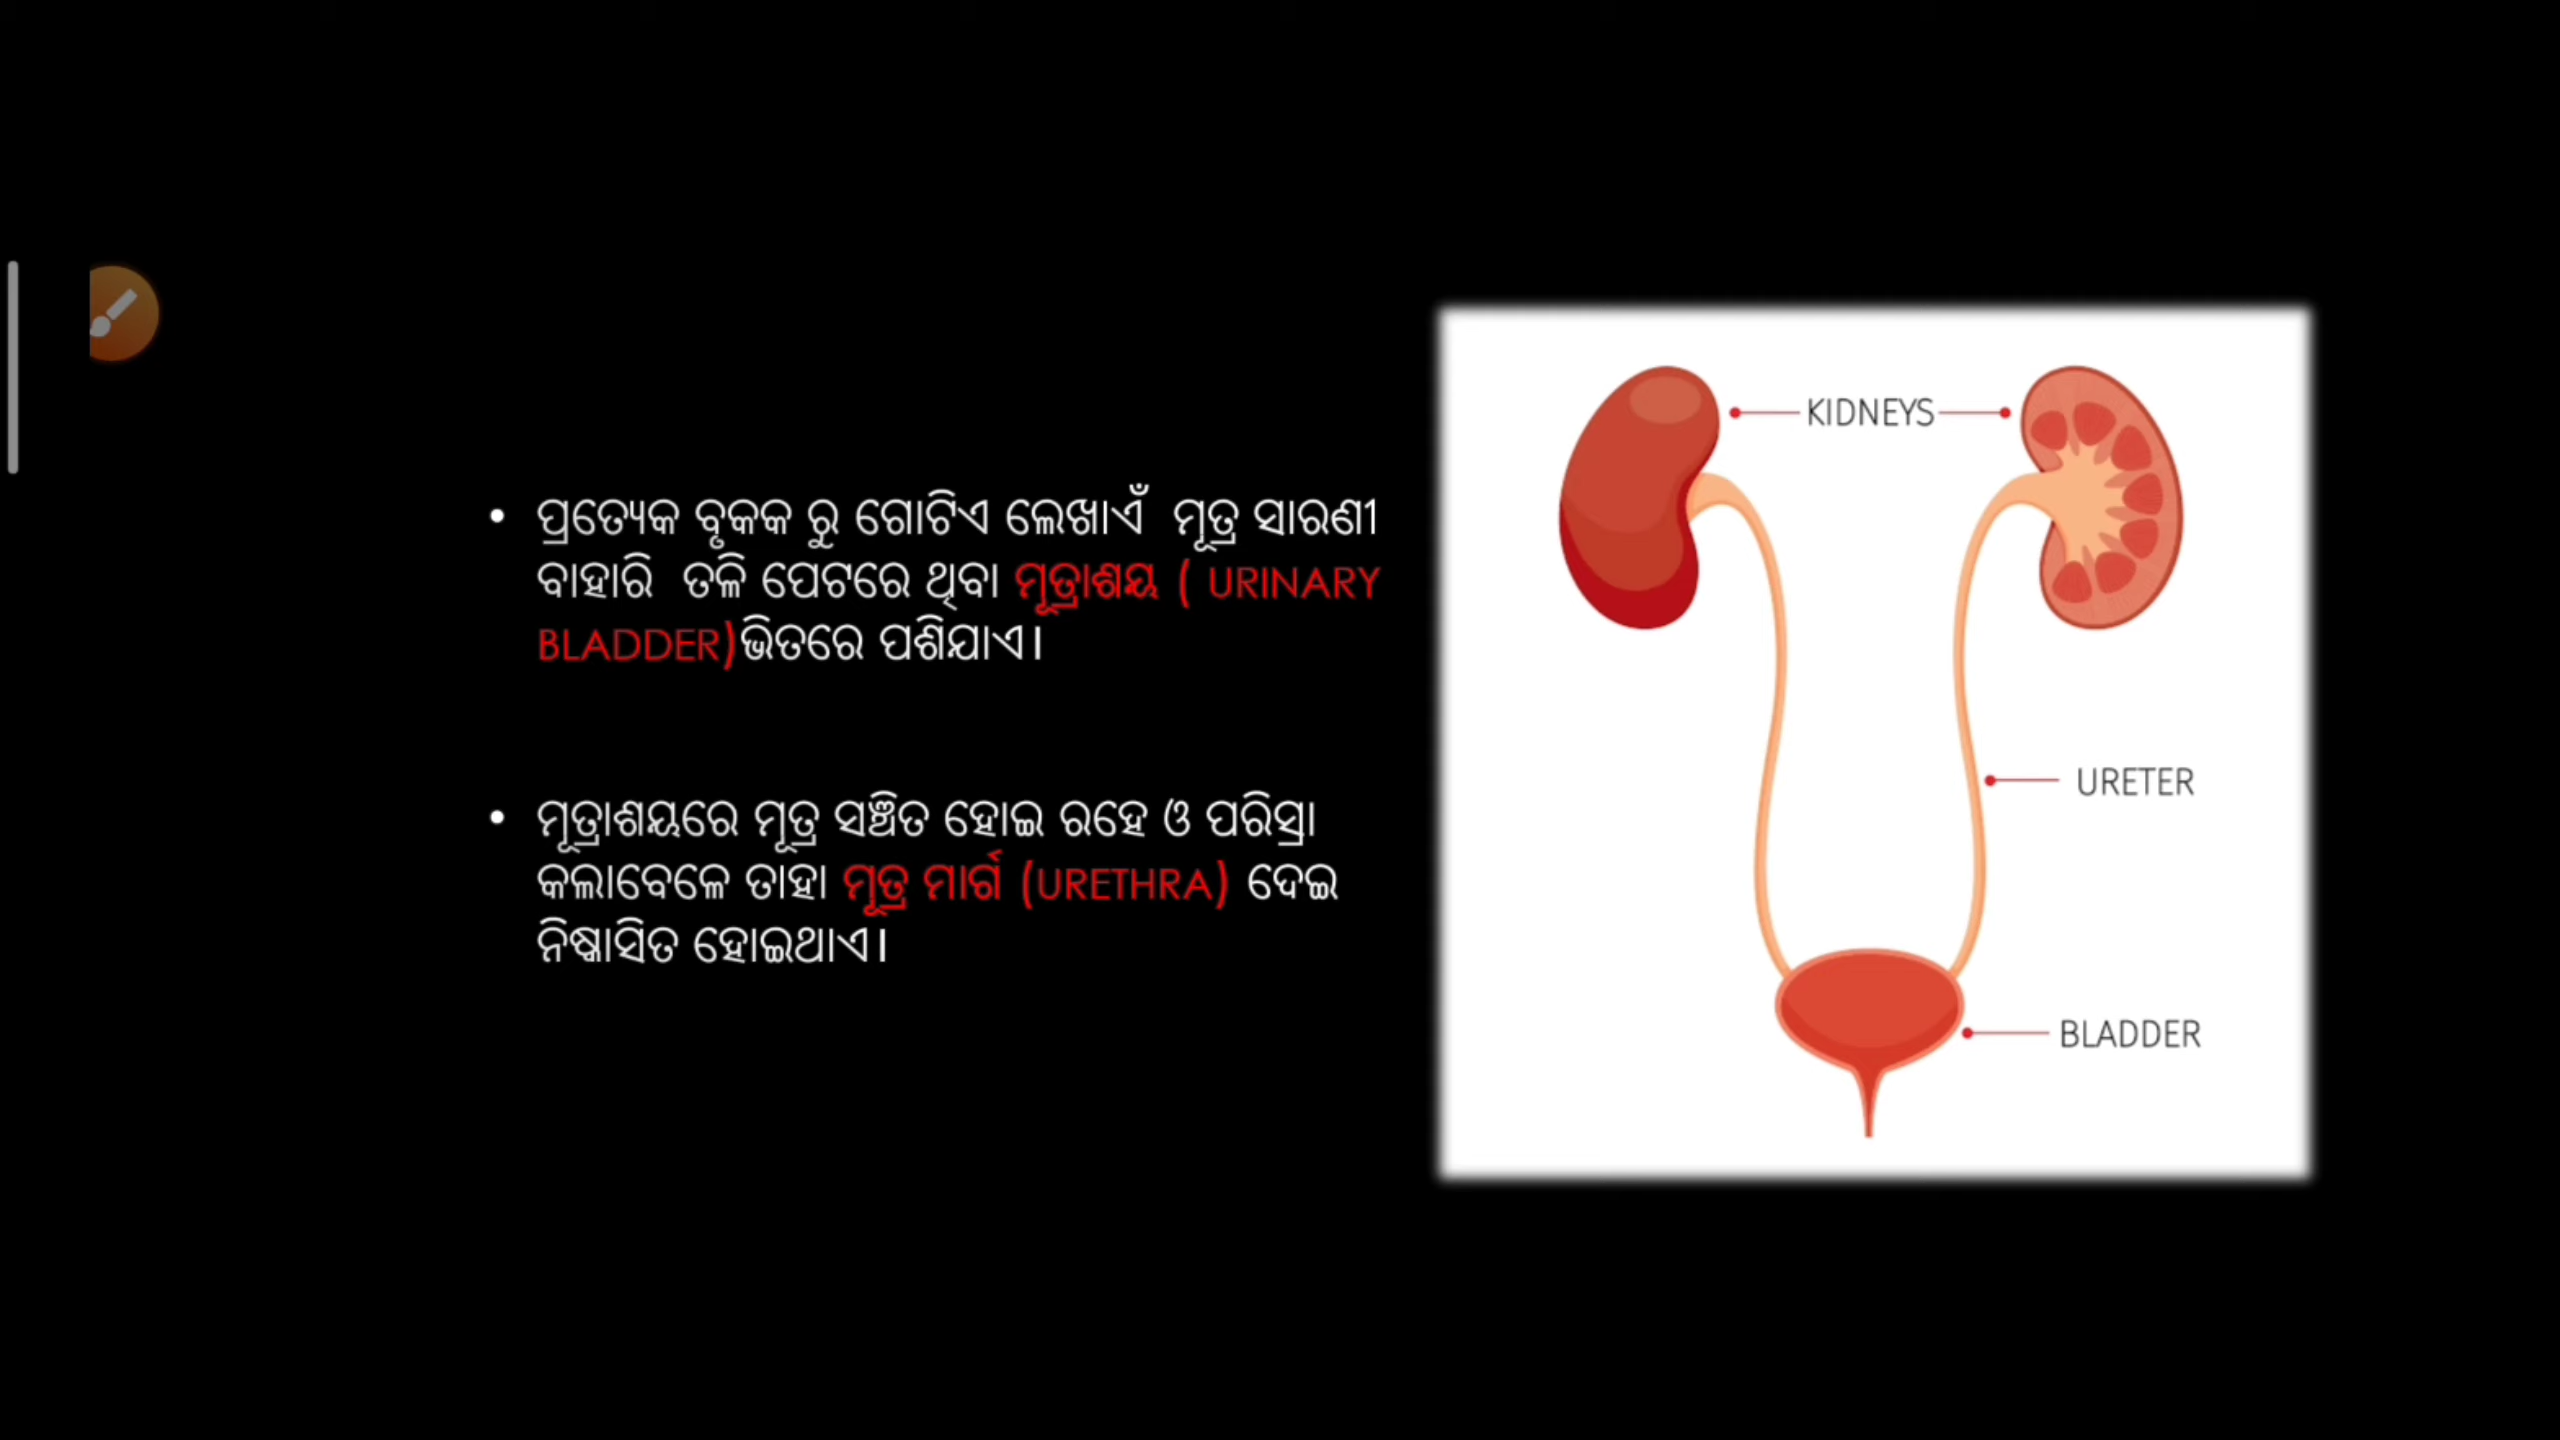 • ପ୍ରତ୍ୟେକ ବୃକକ ରୁ ଗୋଟିଏ ଲେଖାଏଁ ମୂତ୍ର ସାରଣୀ
ବାହାରି ତଳି ପେଟରେ ଥିବା ମୂତ୍ରାଶୟ ( URINARY
BLADDER)ଭିତରେ ପଶିଯାଏ।
• ମୂତ୍ରାଶୟରେ ମୂତ୍ର ସଞ୍ଚିତ ହୋଇ ରହେ ଓ ପରିସ୍ରା
କଲାବେଳେ ତାହା ମୂତ୍ର ମାର୍ଗ (URETHRA) ଦେଇ
ନିଷ୍କାସିତ ହୋଇଥାଏ।
KIDNEYS
URETER
BLADDER